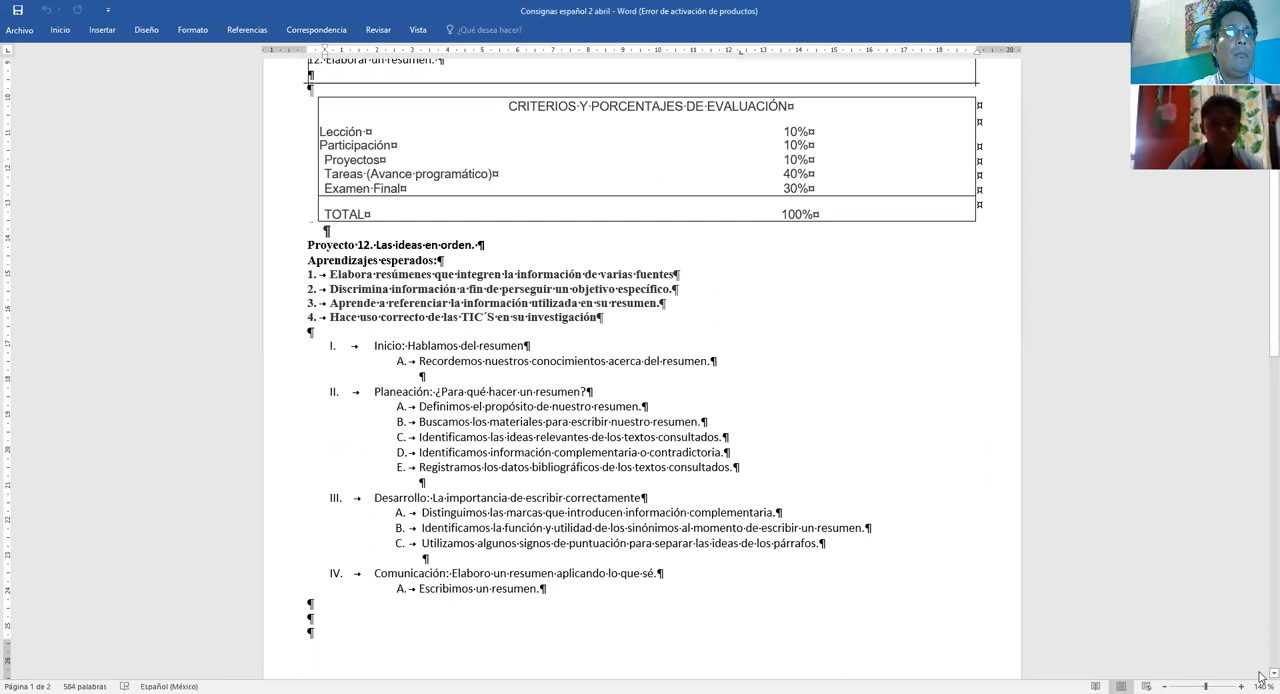 Consignas español 2 abril - Word (Error de activación de productos)
Archivo Inicio Insertar Diseño Formato Referencias Correspondencia Revisar Vista ¿Qué desea hacer?
12. Elaborar un resumen. ¶
¶
¶
CRITERIOS Y PORCENTAJES DE EVALUACIÓN¤
Lección ¤ 10%¤
Participación¤ 10%¤
Proyectos¤ 10%¤
Tareas (Avance programático)¤ 40%¤
Examen Final¤ 30%¤
TOTAL¤ 100%¤
¶
Proyecto 12. Las ideas en orden. ¶
Aprendizajes esperados:¶
1. → Elabora resúmenes que integren la información de varias fuentes¶
2. → Discrimina información a fin de perseguir un objetivo específico.¶
3. → Aprende a referenciar la información utilizada en su resumen.¶
4. → Hace uso correcto de las TIC´S en su investigación¶
¶
I. → Inicio: Hablamos del resumen¶
A. → Recordemos nuestros conocimientos acerca del resumen.¶
¶
II. → Planeación: ¿Para qué hacer un resumen?¶
A. → Definimos el propósito de nuestro resumen.¶
B. → Buscamos los materiales para escribir nuestro resumen.¶
C. → Identificamos las ideas relevantes de los textos consultados.¶
D. → Identificamos información complementaria o contradictoria.¶
E. → Registramos los datos bibliográficos de los textos consultados.¶
¶
III. → Desarrollo: La importancia de escribir correctamente¶
A. → Distinguimos las marcas que introducen información complementaria.¶
B. → Identificamos la función y utilidad de los sinónimos al momento de escribir un resumen.¶
C. → Utilizamos algunos signos de puntuación para separar las ideas de los párrafos.¶
¶
IV. → Comunicación: Elaboro un resumen aplicando lo que sé.¶
A. → Escribimos un resumen.¶
¶
¶
¶
Página 1 de 2 584 palabras Español (México) 140 %